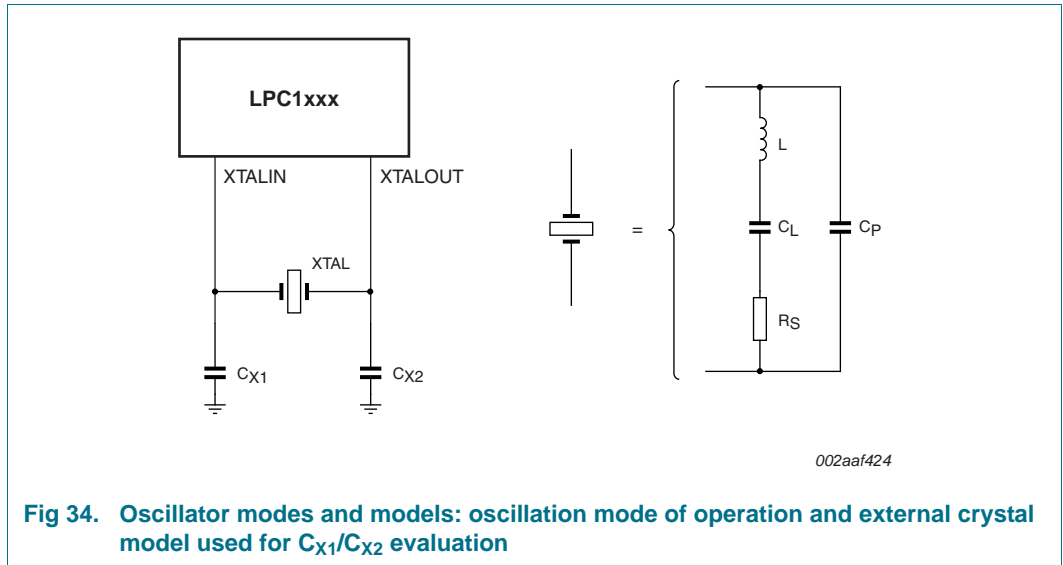 LPC1xxx
XTALIN
XTALOUT
XTAL
CX1
CX2
=
L
CL
CP
RS
002aaf424
Fig 34. Oscillator modes and models: oscillation mode of operation and external crystal
model used for CX1/CX2 evaluation